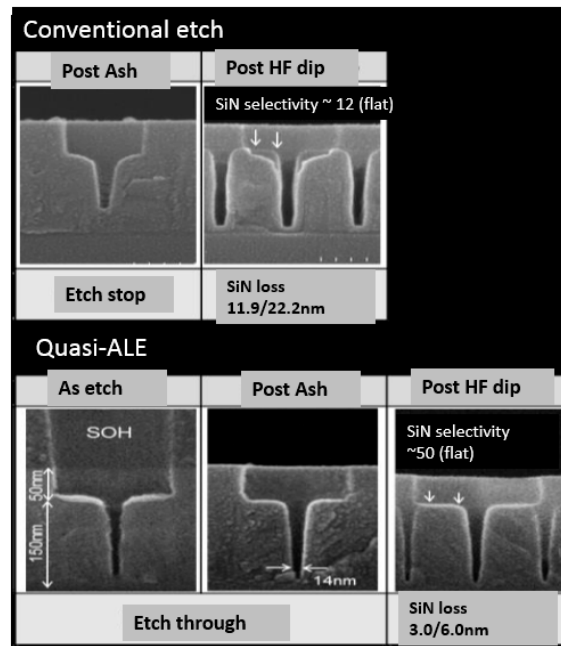 Conventional etch
Post Ash
Post HF dip
SiN selectivity ~ 12 (flat)
Etch stop
SiN loss
11.9/22.2nm
Quasi-ALE
As etch
Post Ash
Post HF dip
SOH
50nm
150nm
14nm
SiN selectivity
~50 (flat)
Etch through
SiN loss
3.0/6.0nm